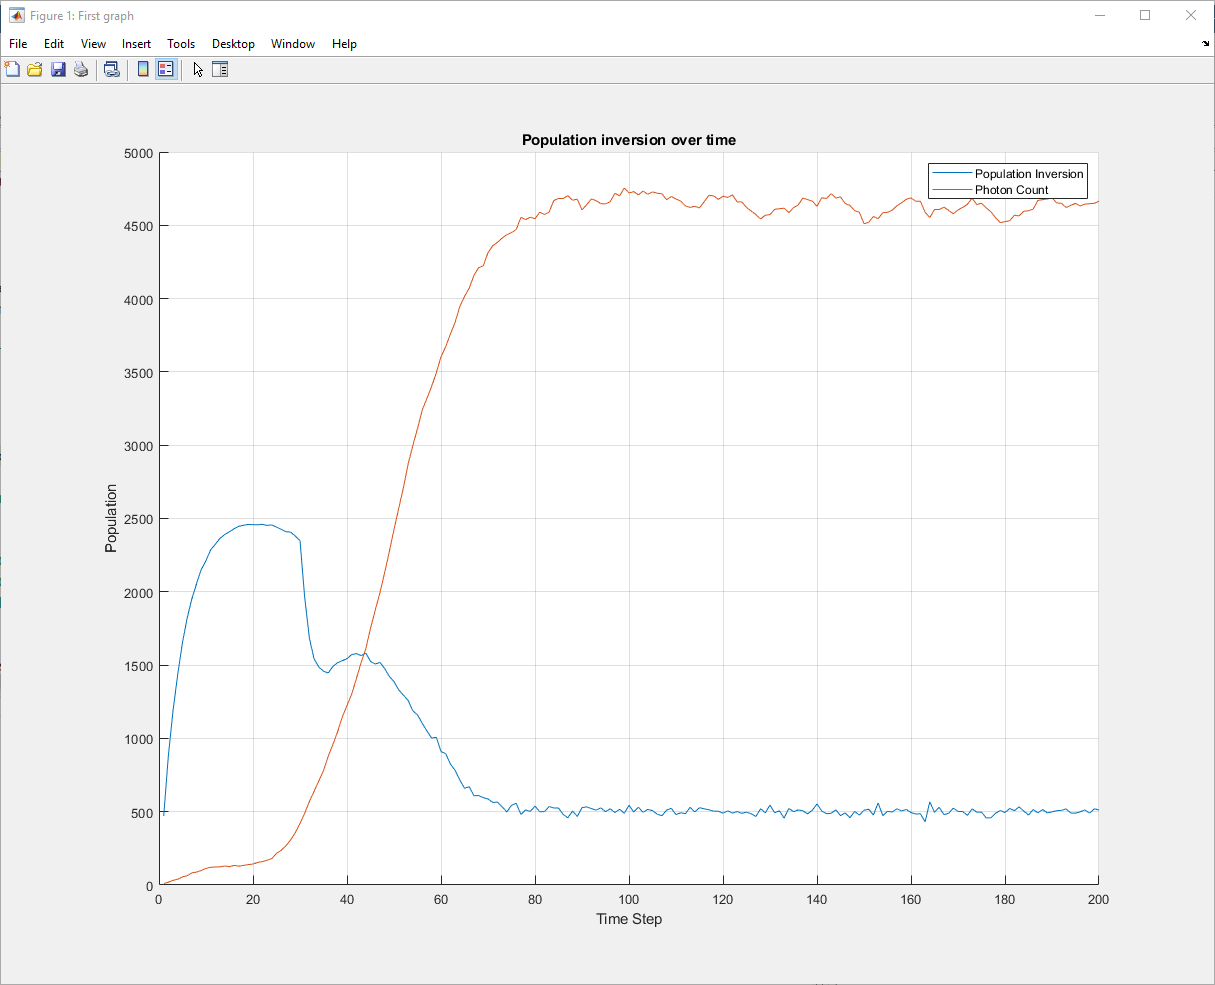 Figure 1: First graph
File Edit View Insert Tools Desktop Window Help
Population inversion over time
Population Inversion
Photon Count
5000
4500
4000
3500
3000
2500
2000
1500
1000
500
0
Population
0 20 40 60 80 100 120 140 160 180 200
Time Step